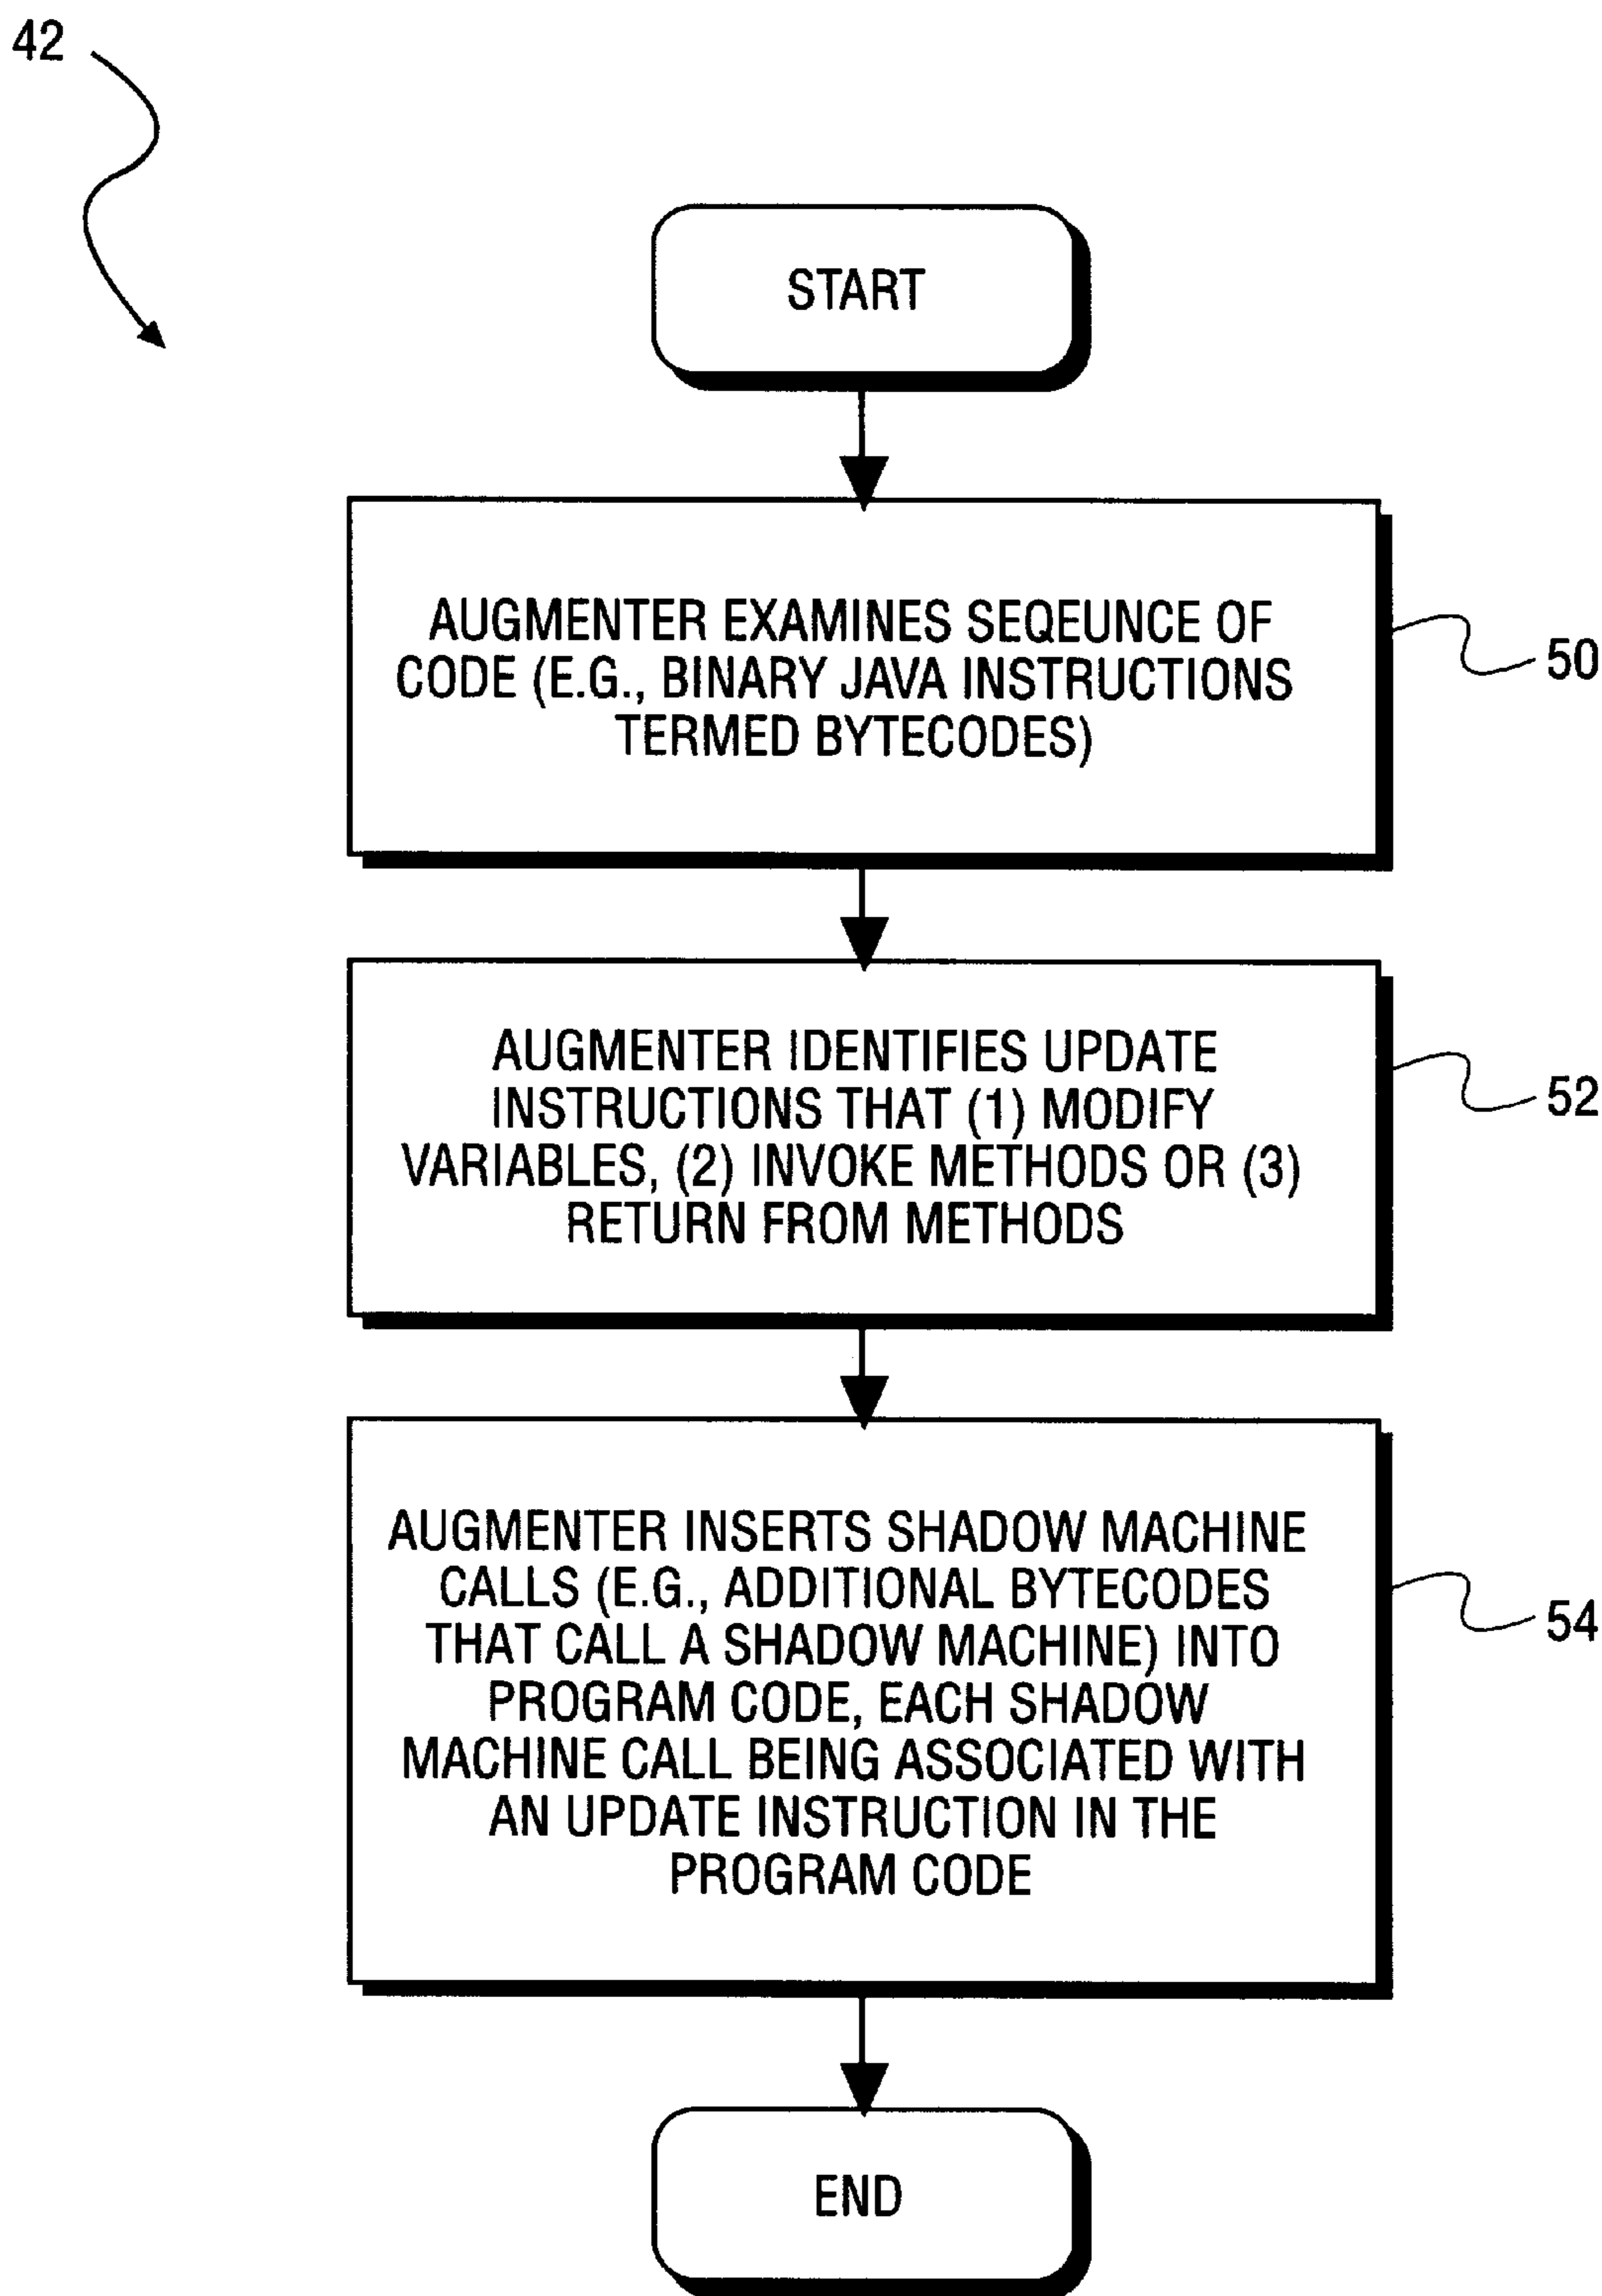 42
START
AUGMENTER EXAMINES SEQEUNCE OF
CODE (E.G., BINARY JAVA INSTRUCTIONS
TERMED BYTECODES)
50
AUGMENTER IDENTIFIES UPDATE
INSTRUCTIONS THAT (1) MODIFY
VARIABLES, (2) INVOKE METHODS OR (3)
RETURN FROM METHODS
52
AUGMENTER INSERTS SHADOW MACHINE
CALLS (E.G., ADDITIONAL BYTECODES
THAT CALL A SHADOW MACHINE) INTO
PROGRAM CODE, EACH SHADOW
MACHINE CALL BEING ASSOCIATED WITH
AN UPDATE INSTRUCTION IN THE
PROGRAM CODE
54
END